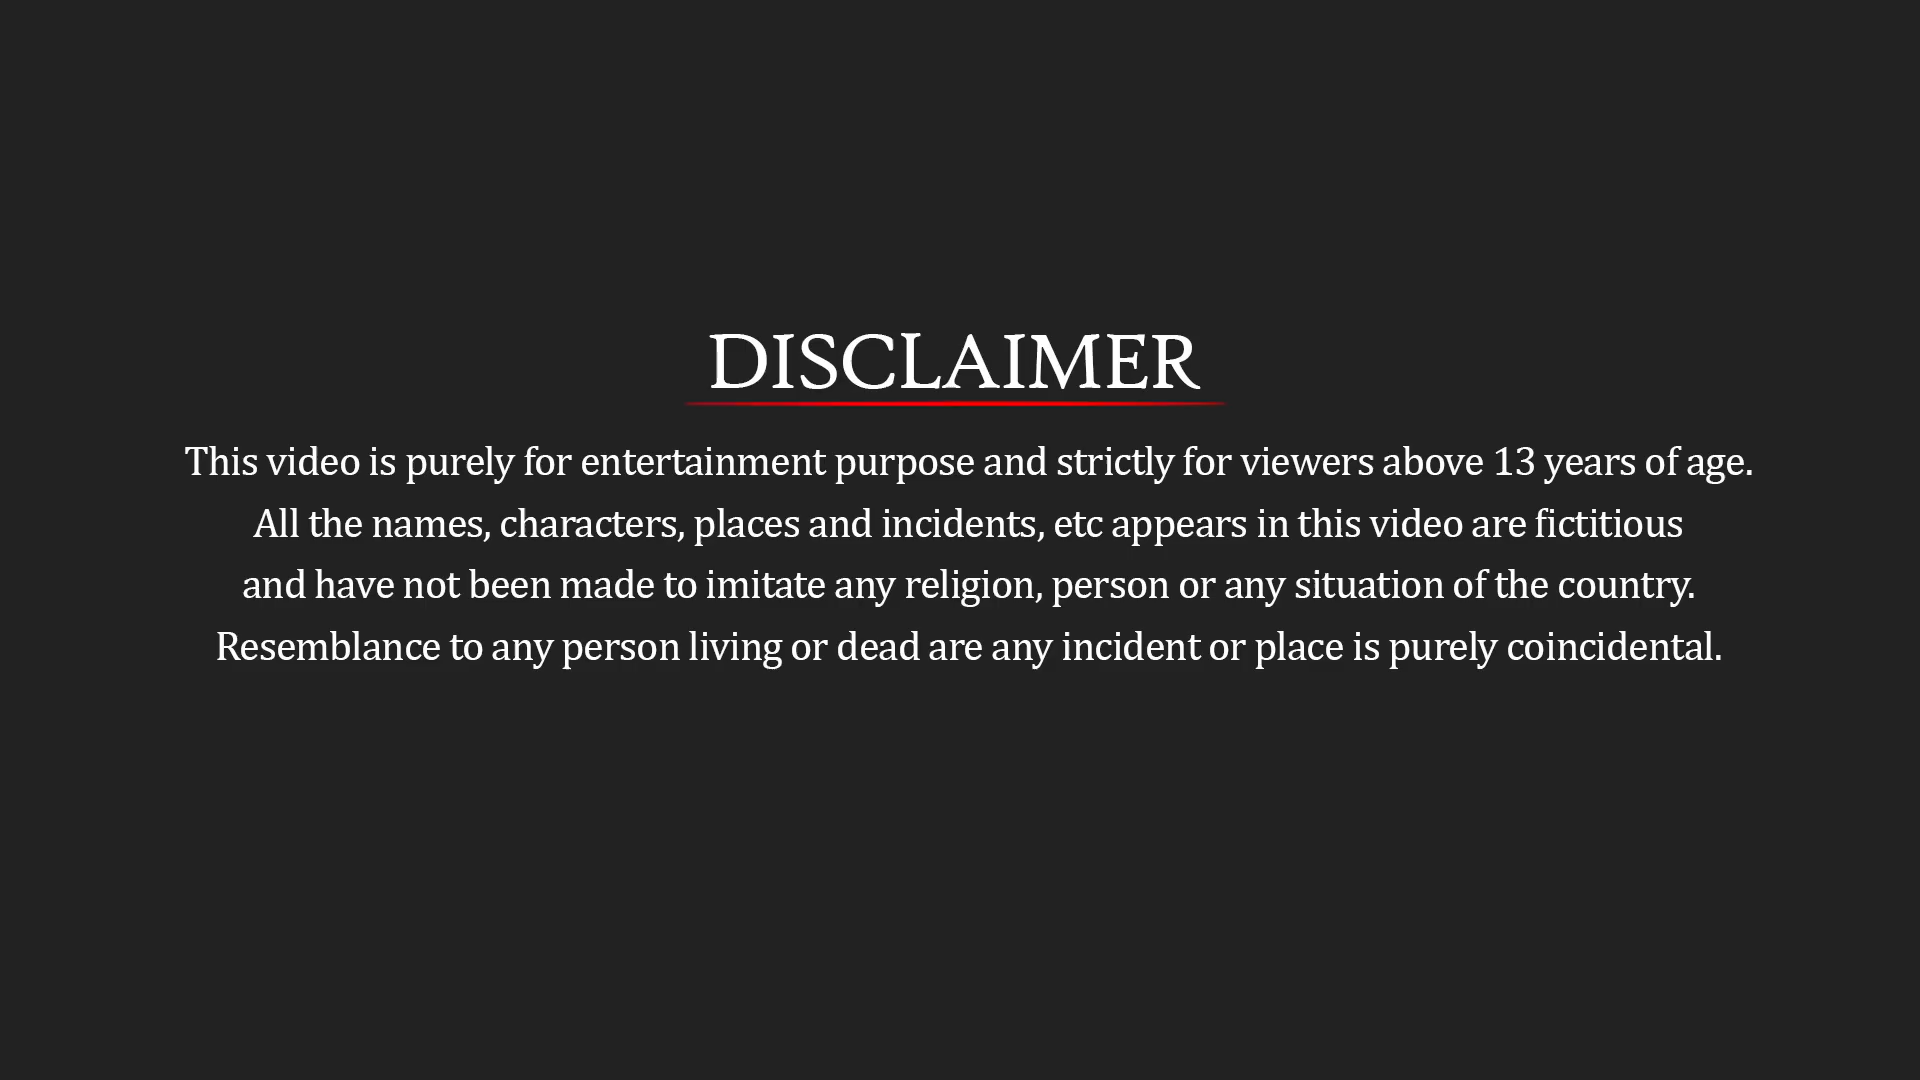 DISCLAIMER
This video is purely for entertainment purpose and strictly for viewers above 13 years of age.
All the names, characters, places and incidents, etc appears in this video are fictitious
and have not been made to imitate any religion, person or any situation of the country.
Resemblance to any person living or dead are any incident or place is purely coincidental.